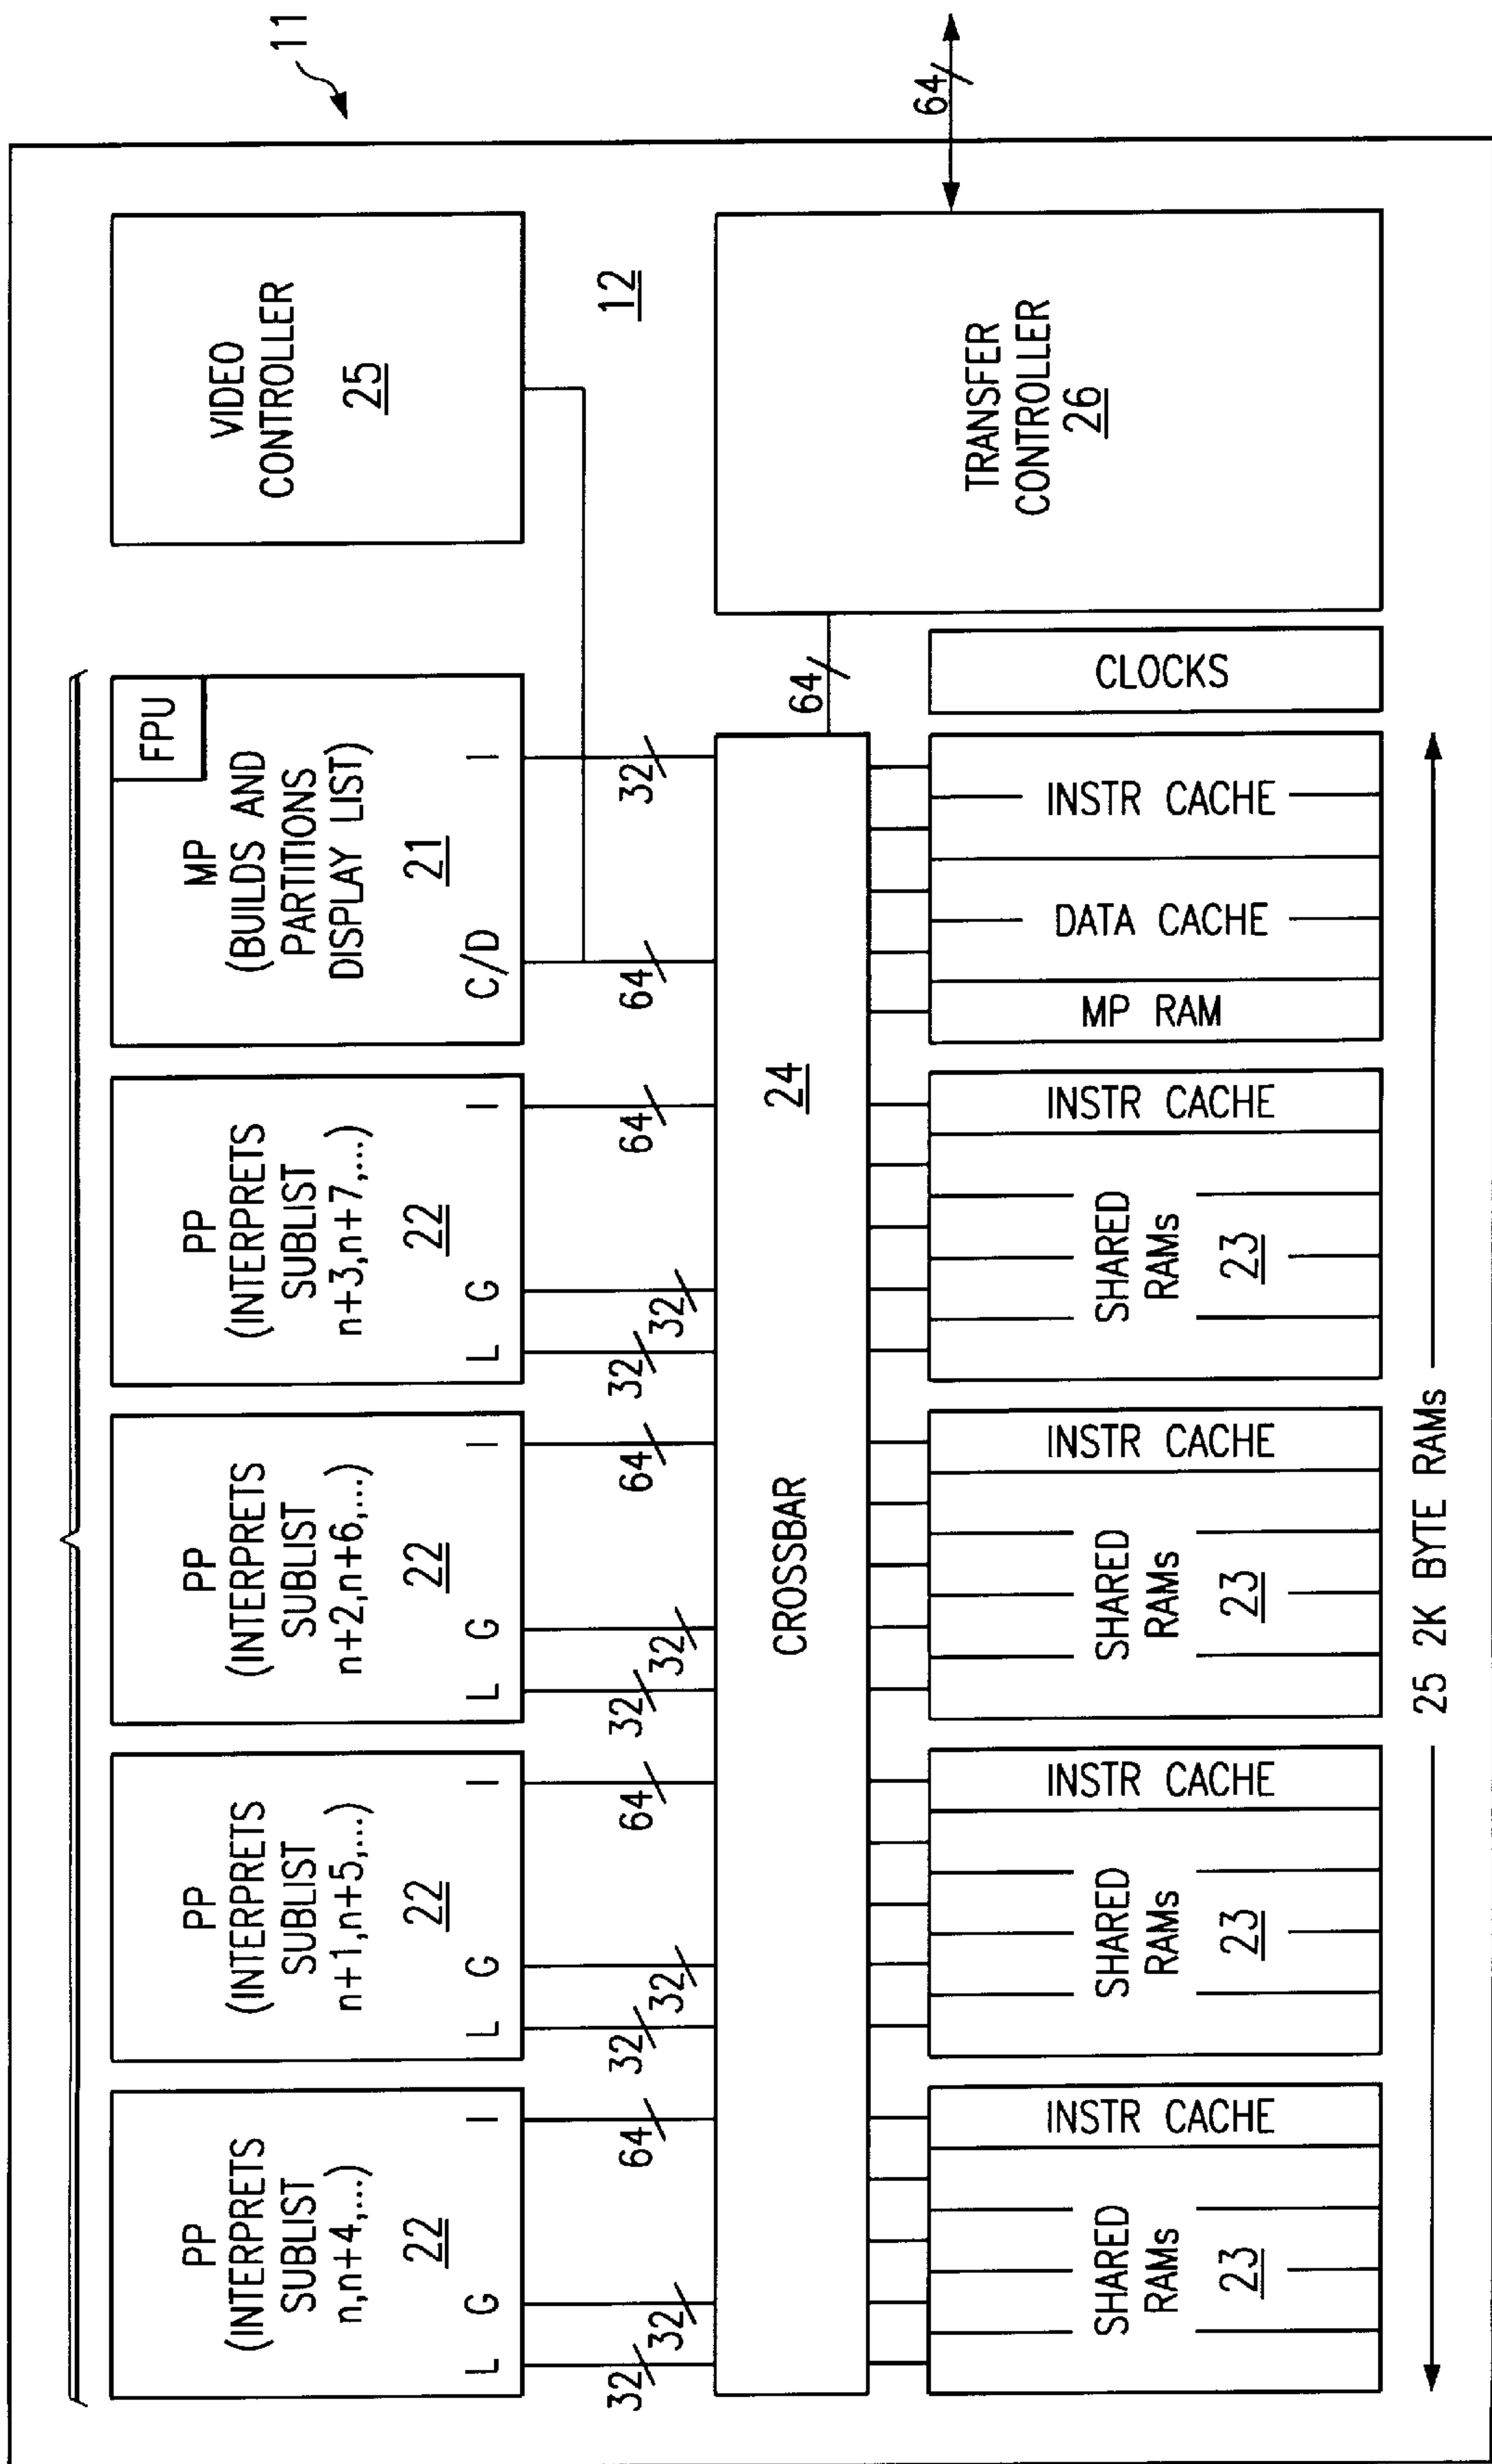 11
PP
(INTERPRETS
SUBLIST
n,n+4,...)
22
L G I
PP
(INTERPRETS
SUBLIST
n+1,n+5,...)
22
L G I
PP
(INTERPRETS
SUBLIST
n+2,n+6,...)
22
L G I
PP
(INTERPRETS
SUBLIST
n+3,n+7,...)
22
L G I
FPU
MP
(BUILDS AND
PARTITIONS
DISPLAY LIST)
21
C/D I
VIDEO
CONTROLLER
25
12
32 32 64
32 32 64
32 32 64
32 32 64
64 32
CROSSBAR 24
64
TRANSFER
CONTROLLER
26
64
SHARED
RAMs
23
INSTR CACHE
SHARED
RAMs
23
INSTR CACHE
SHARED
RAMs
23
INSTR CACHE
SHARED
RAMs
23
INSTR CACHE
MP RAM
DATA CACHE
INSTR CACHE
CLOCKS
25 2K BYTE RAMs